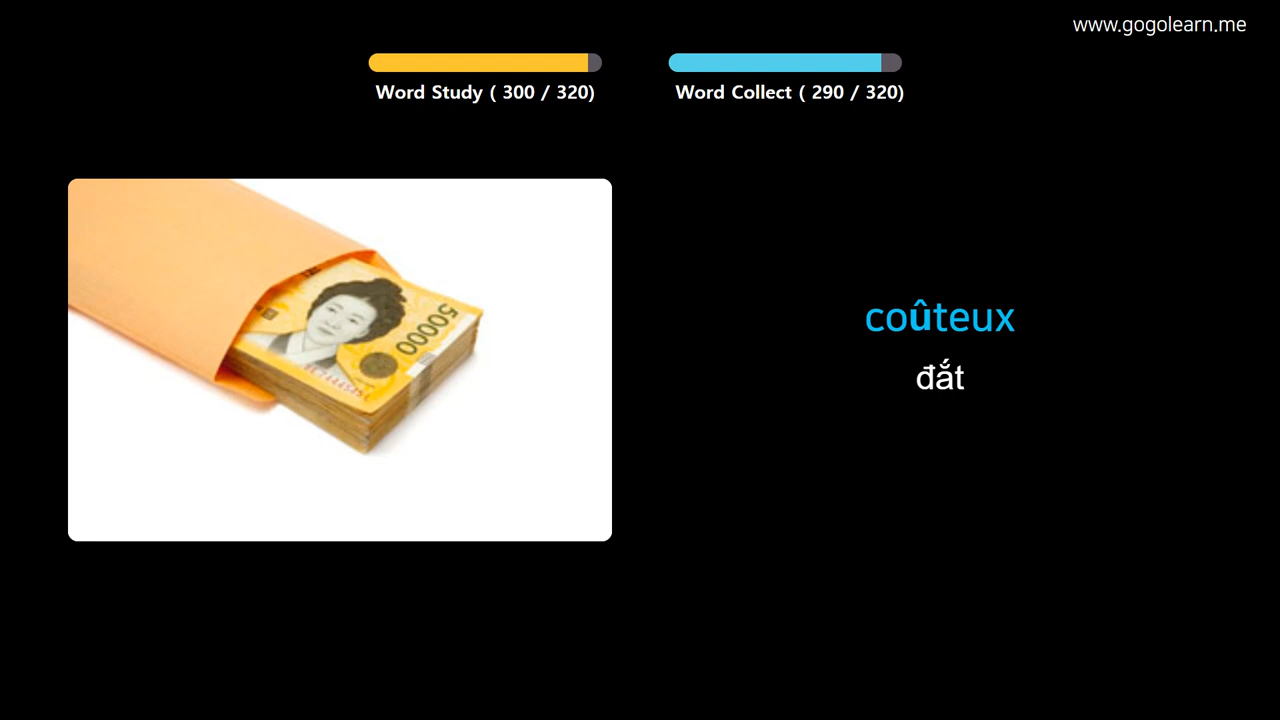 www.gogolearn.me
Word Study ( 300 / 320)
Word Collect ( 290 / 320)
50000
coûteux
đắt